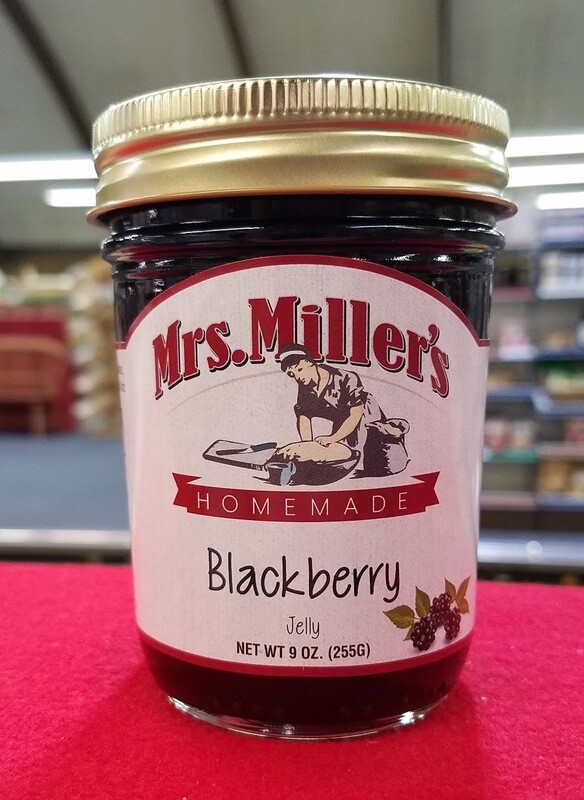 Mrs. Miller's
HOMEMADE
Blackberry
Jelly
NET WT 9 OZ. (255G)